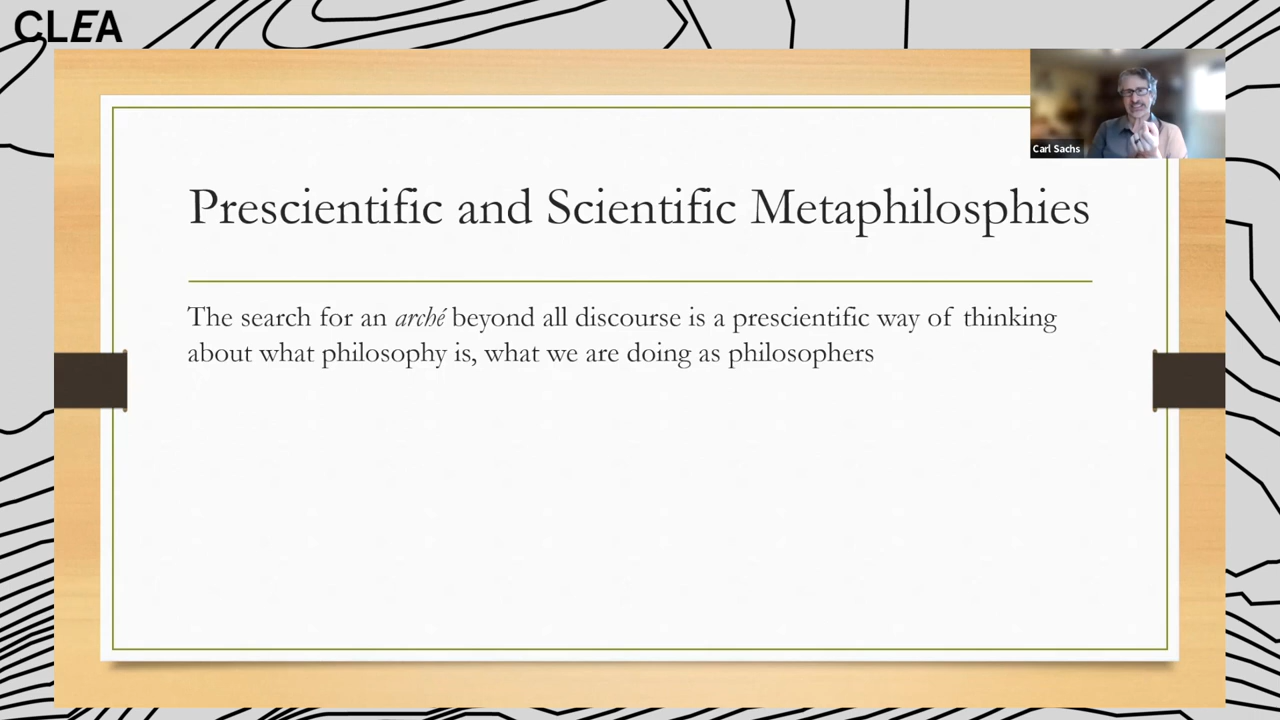 CLEA
Carl Sachs
Prescientific and Scientific Metaphilosphies
The search for an arché beyond all discourse is a prescientific way of thinking
about what philosophy is, what we are doing as philosophers